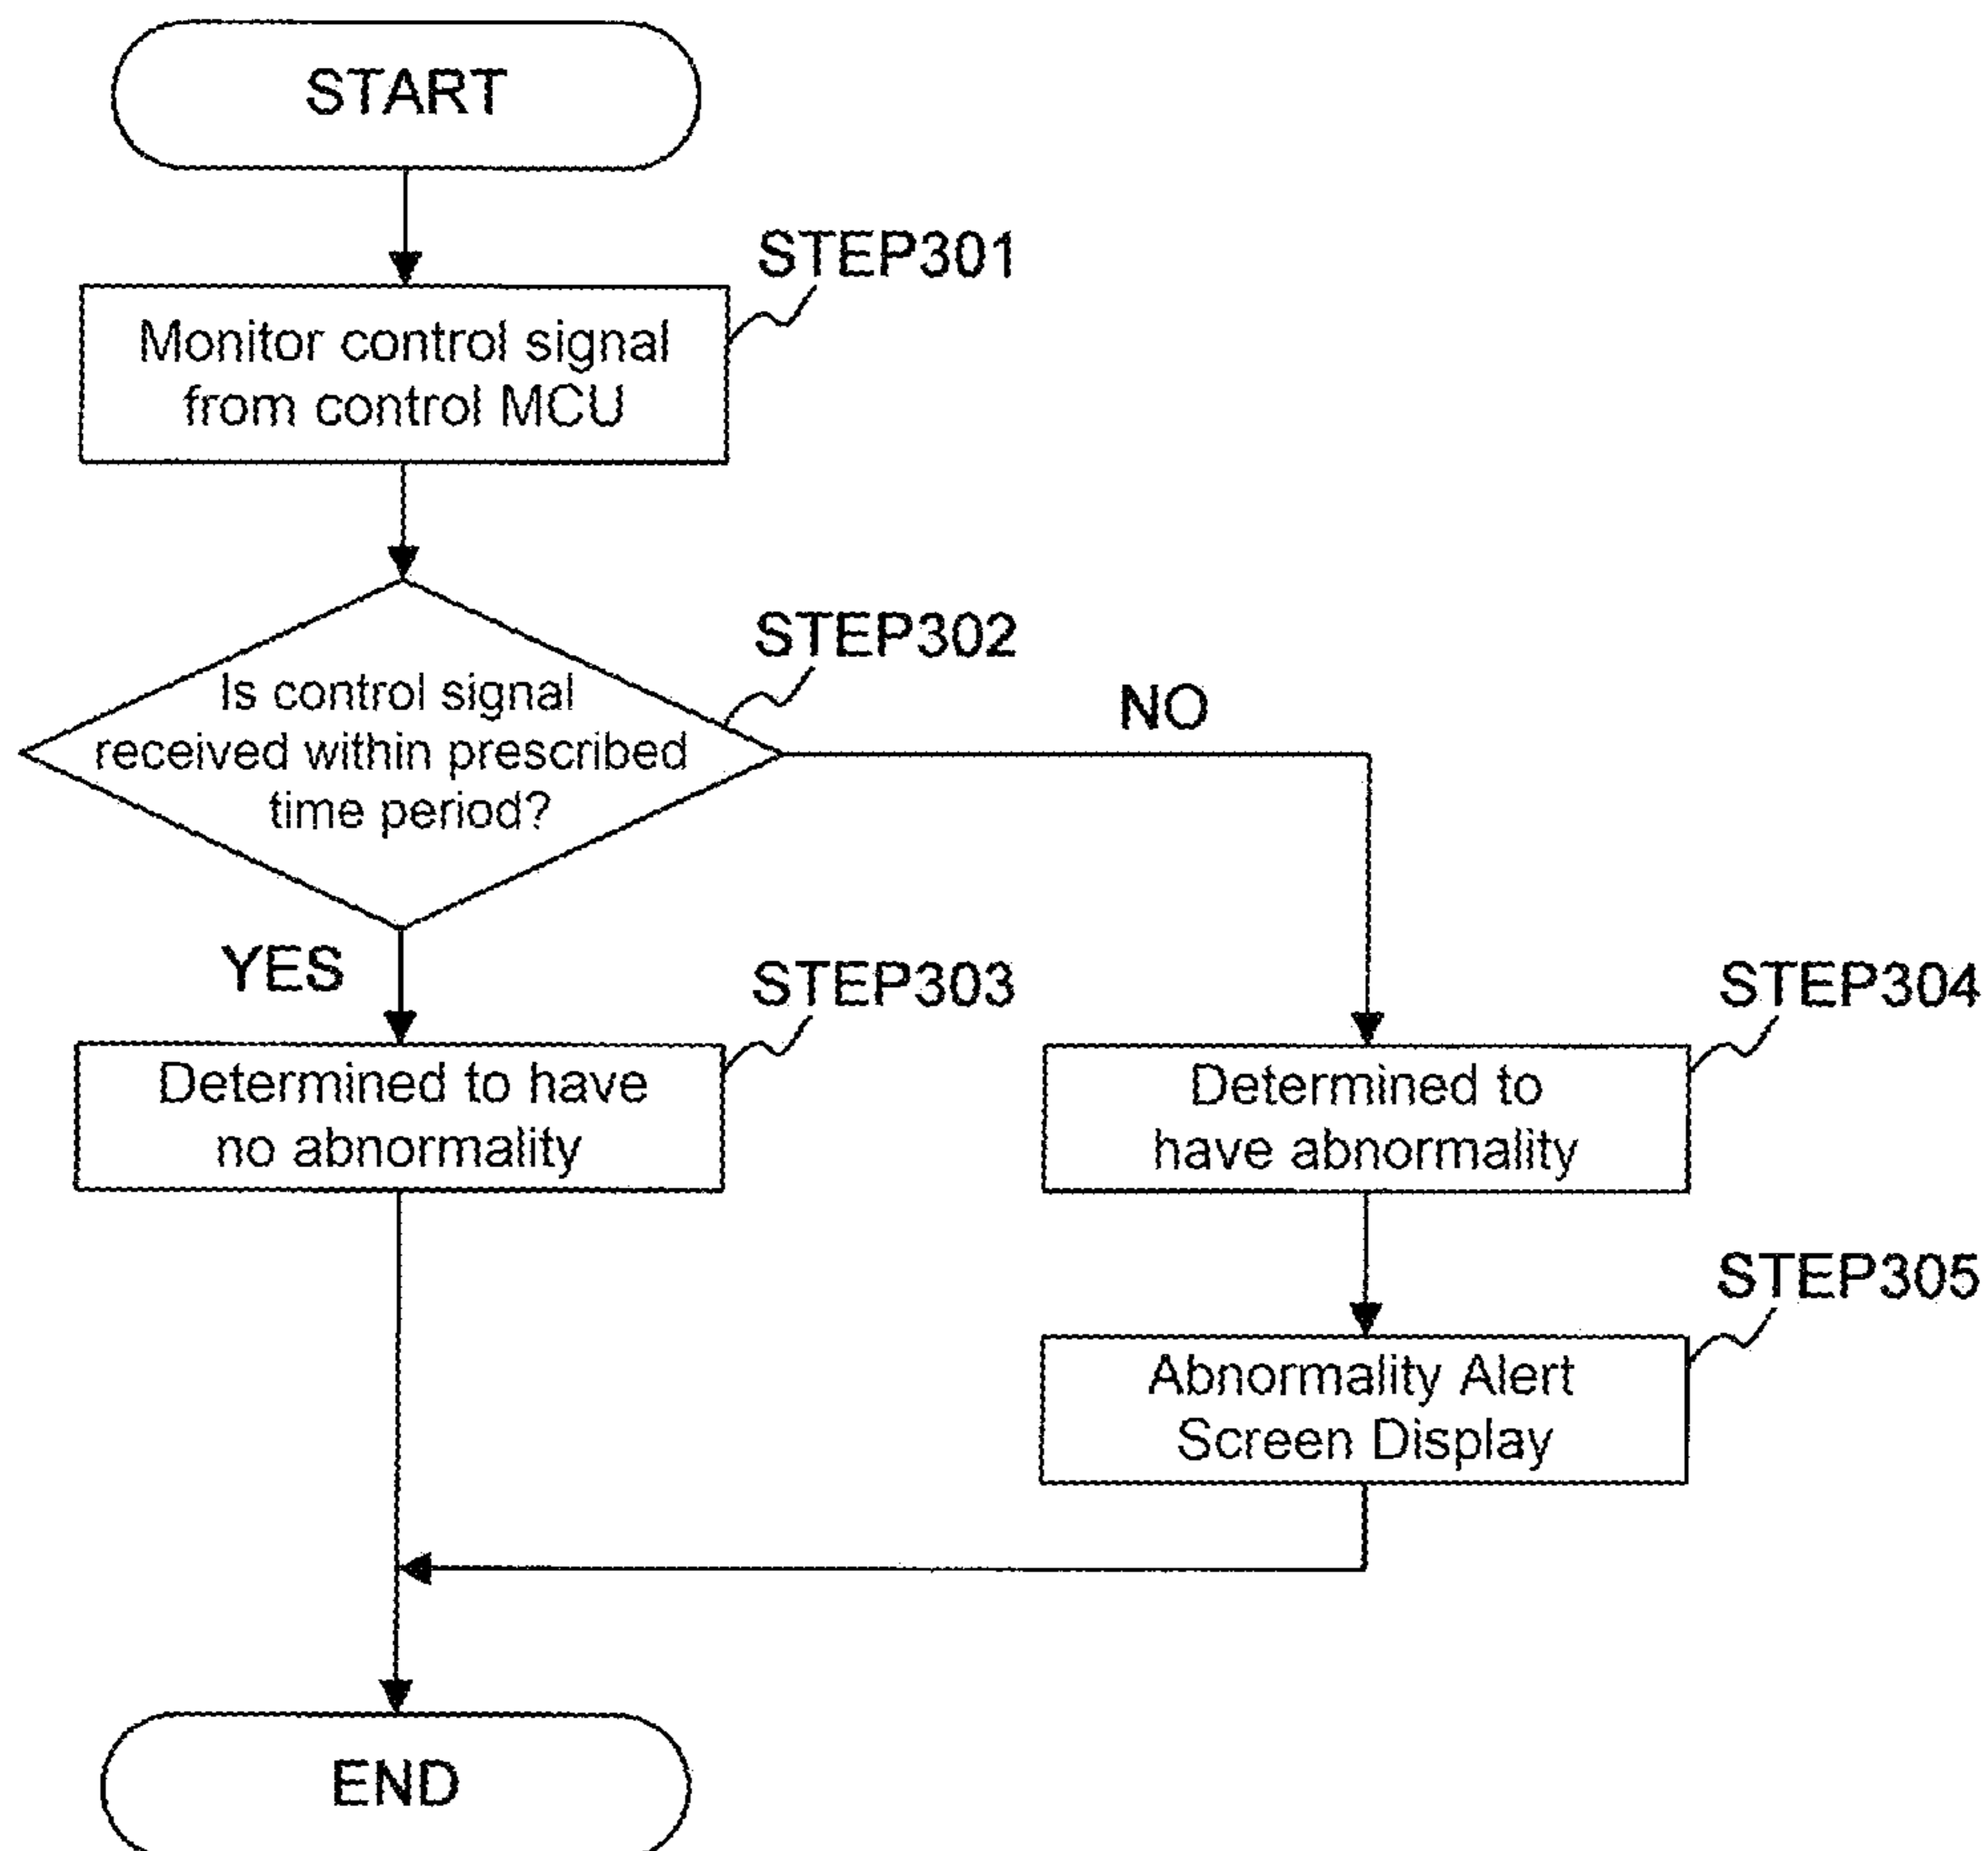 START
STEP301
Monitor control signal
from control MCU
STEP302
Is control signal
received within prescribed
time period?
NO
YES
STEP303
Determined to have
no abnormality
STEP304
Determined to
have abnormality
STEP305
Abnormality Alert
Screen Display
END